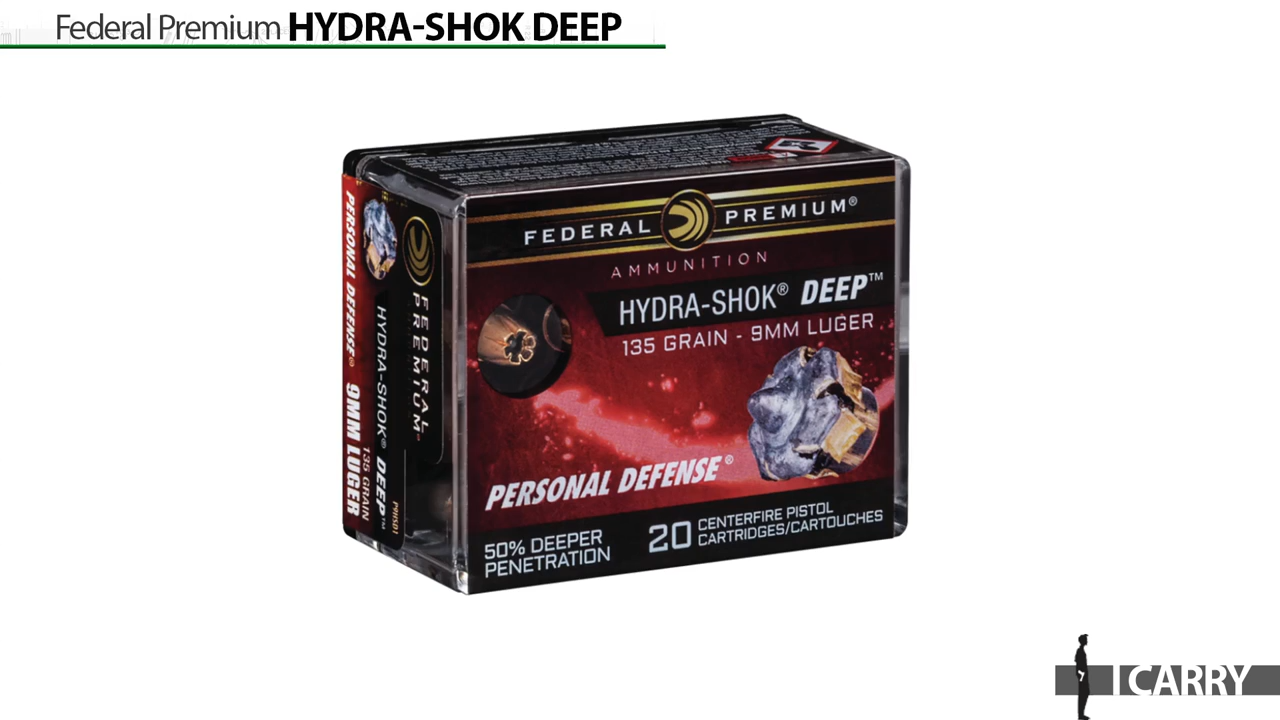 Federal Premium HYDRA-SHOK DEEP
FEDERAL PREMIUM®
AMMUNITION
HYDRA-SHOK® DEEP™
135 GRAIN - 9MM LUGER
PERSONAL DEFENSE®
50% DEEPER
PENETRATION
20 CENTERFIRE PISTOL
CARTRIDGES/CARTOUCHES
PERSONAL DEFENSE® 9MM LUGER
135 GRAIN
HYDRA-SHOK® DEEP™
P9HSD1
FEDERAL
PREMIUM
I CARRY